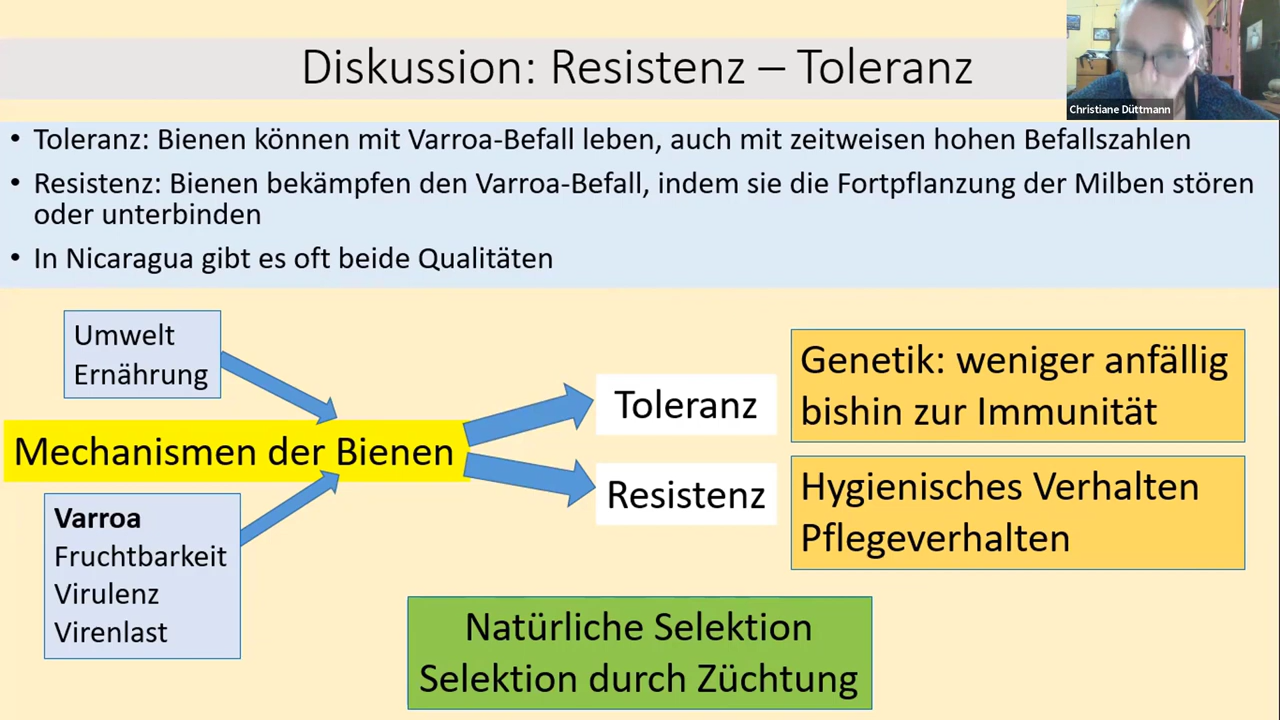 Diskussion: Resistenz – Toleranz
Christiane Düttmann
• Toleranz: Bienen können mit Varroa-Befall leben, auch mit zeitweisen hohen Befallszahlen
• Resistenz: Bienen bekämpfen den Varroa-Befall, indem sie die Fortpflanzung der Milben stören
oder unterbinden
• In Nicaragua gibt es oft beide Qualitäten
Umwelt
Ernährung
Mechanismen der Bienen
Varroa
Fruchtbarkeit
Virulenz
Virenlast
Toleranz
Genetik: weniger anfällig
bishin zur Immunität
Resistenz
Hygienisches Verhalten
Pflegeverhalten
Natürliche Selektion
Selektion durch Züchtung